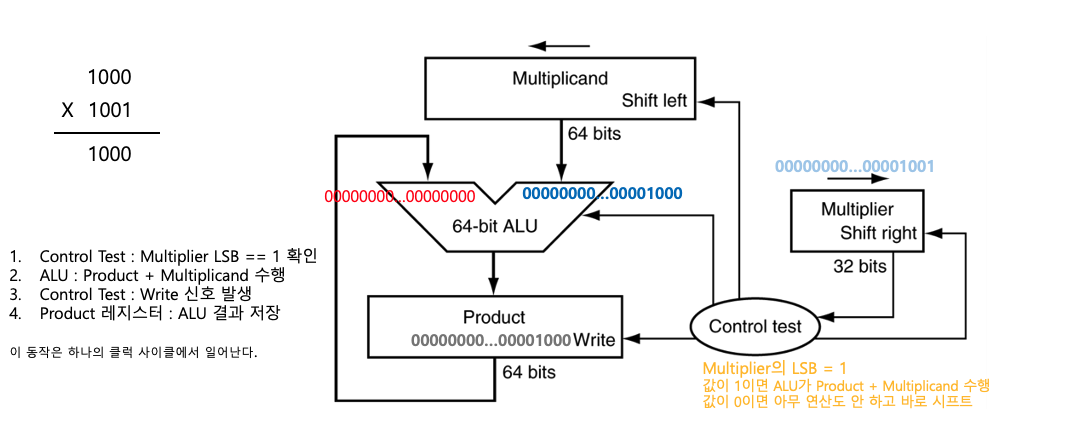 1000
X 1001
1000
1. Control Test : Multiplier LSB == 1 확인
2. ALU : Product + Multiplicand 수행
3. Control Test : Write 신호 발생
4. Product 레지스터 : ALU 결과 저장
이 동작은 하나의 클럭 사이클에서 일어난다.
Multiplicand
Shift left
64 bits
00000000...00001001
00000000...00000000
00000000...00001000
64-bit ALU
Multiplier
Shift right
32 bits
Product
00000000...00001000 Write
64 bits
Control test
Multiplier의 LSB = 1
값이 1이면 ALU가 Product + Multiplicand 수행
값이 0이면 아무 연산도 안 하고 바로 시프트